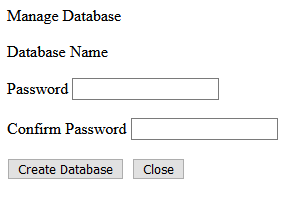 Manage Database
Database Name
Password
Confirm Password
Create Database Close